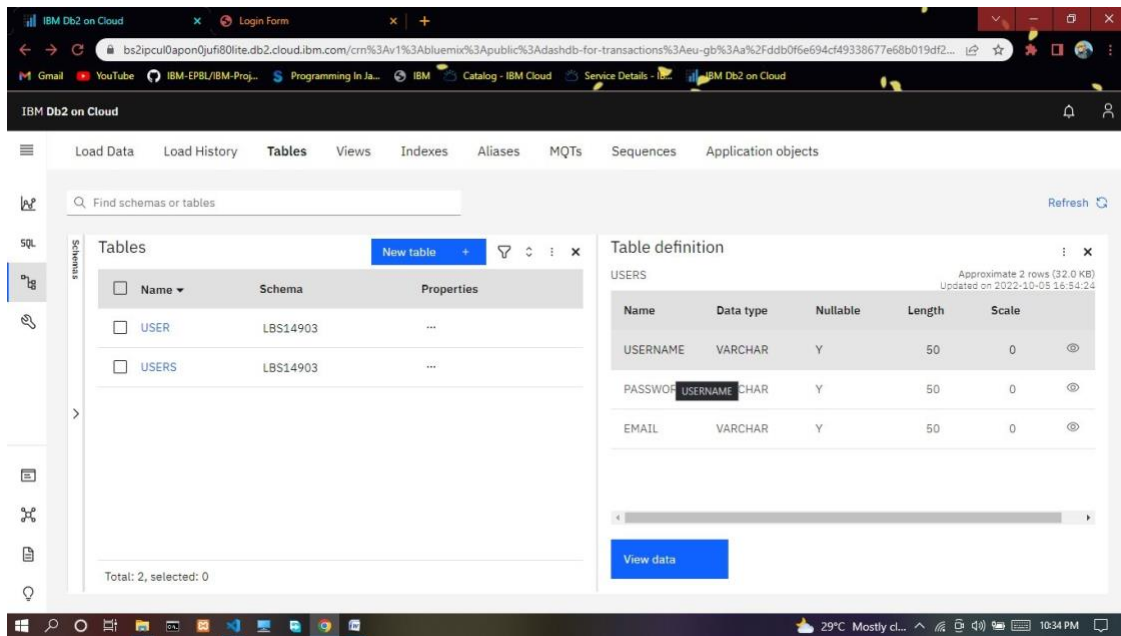 IBM Db2 on Cloud
Login Form
bs2ipcul0apon0jufi80lite.db2.cloud.ibm.com/crn%3Av1%3Abluemix%3Apublic%3Adashdb-for-transactions%3Aeu-gb%3Aa%2Fddb0f6e694cf49338677e68b019df2...
Gmail YouTube IBM-EPBL/IBM-Proj... Programming In Ja... IBM Catalog - IBM Cloud Service Details - IBM Db2 on Cloud
IBM Db2 on Cloud
Load Data Load History Tables Views Indexes Aliases MQTs Sequences Application objects
Find schemas or tables Refresh
SQL
Schemas
Tables New table +
Name Schema Properties
USER LBS14903 ...
USERS LBS14903 ...
Total: 2, selected: 0
Table definition
USERS
Approximate 2 rows (32.0 KB)
Updated on 2022-10-05 16:54:24
Name Data type Nullable Length Scale
USERNAME VARCHAR Y 50 0
PASSWOR USERNAME CHAR Y 50 0
EMAIL VARCHAR Y 50 0
View data
29°C Mostly cl... 10:34 PM